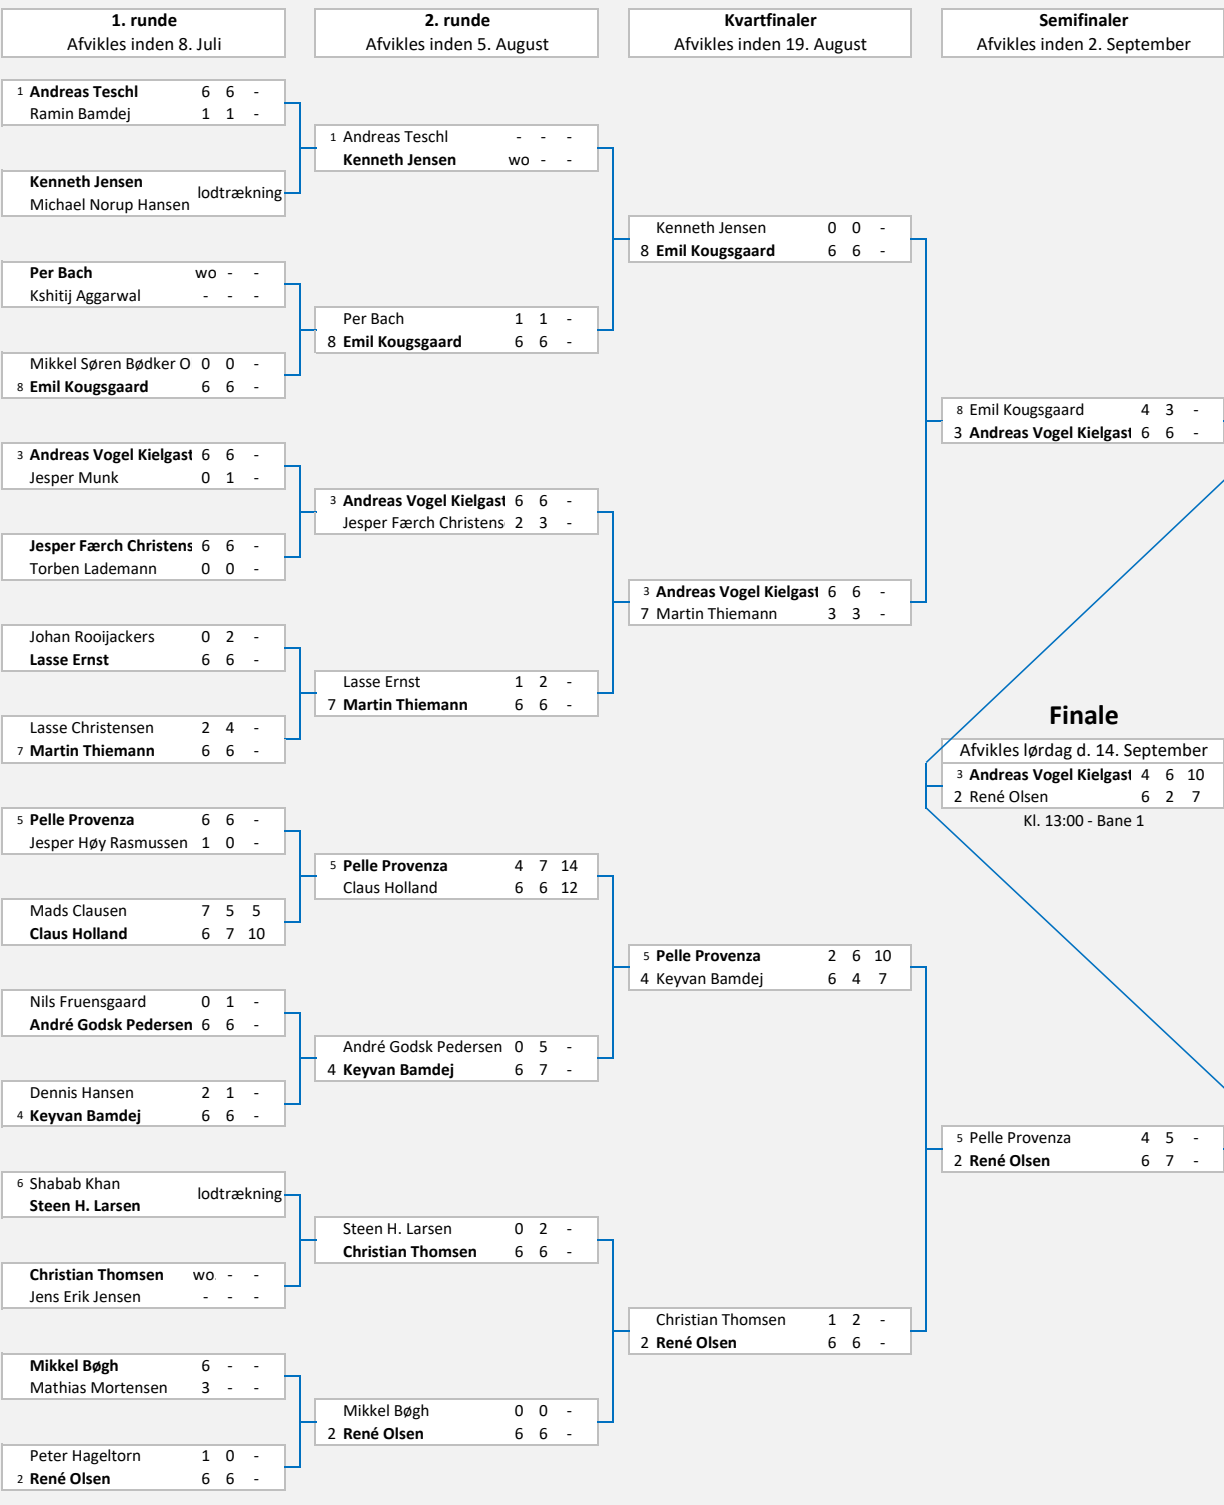 1. runde
Afvikles inden 8. Juli
1 Andreas Teschl 6 6 -
Ramin Bamdej 1 1 -
Kenneth Jensen
lodtrækning
Michael Norup Hansen
Per Bach wo - -
Kshitij Aggarwal - - -
Mikkel Søren Bødker O 0 0 -
8 Emil Kougsgaard 6 6 -
3 Andreas Vogel Kielgast 6 6 -
Jesper Munk 0 1 -
Jesper Færch Christens 6 6 -
Torben Lademann 0 0 -
Johan Rooijackers 0 2 -
Lasse Ernst 6 6 -
Lasse Christensen 2 4 -
7 Martin Thiemann 6 6 -
5 Pelle Provenza 6 6 -
Jesper Høy Rasmussen 1 0 -
Mads Clausen 7 5 5
Claus Holland 6 7 10
Nils Fruensgaard 0 1 -
André Godsk Pedersen 6 6 -
Dennis Hansen 2 1 -
4 Keyvan Bamdej 6 6 -
6 Shabab Khan
lodtrækning
Steen H. Larsen
Christian Thomsen wo. - -
Jens Erik Jensen - - -
Mikkel Bøgh 6 - -
Mathias Mortensen 3 - -
Peter Hageltorn 1 0 -
2 René Olsen 6 6 -
2. runde
Afvikles inden 5. August
1 Andreas Teschl - - -
Kenneth Jensen wo - -
Per Bach 1 1 -
8 Emil Kougsgaard 6 6 -
3 Andreas Vogel Kielgast 6 6 -
Jesper Færch Christens 2 3 -
Lasse Ernst 1 2 -
7 Martin Thiemann 6 6 -
5 Pelle Provenza 4 7 14
Claus Holland 6 6 12
André Godsk Pedersen 0 5 -
4 Keyvan Bamdej 6 7 -
Steen H. Larsen 0 2 -
Christian Thomsen 6 6 -
Mikkel Bøgh 0 0 -
2 René Olsen 6 6 -
Kvartfinaler
Afvikles inden 19. August
Kenneth Jensen 0 0 -
8 Emil Kougsgaard 6 6 -
3 Andreas Vogel Kielgast 6 6 -
7 Martin Thiemann 3 3 -
5 Pelle Provenza 2 6 10
4 Keyvan Bamdej 6 4 7
Christian Thomsen 1 2 -
2 René Olsen 6 6 -
Semifinaler
Afvikles inden 2. September
8 Emil Kougsgaard 4 3 -
3 Andreas Vogel Kielgast 6 6 -
Finale
Afvikles lørdag d. 14. September
3 Andreas Vogel Kielgast 4 6 10
2 René Olsen 6 2 7
Kl. 13:00 - Bane 1
5 Pelle Provenza 4 5 -
2 René Olsen 6 7 -